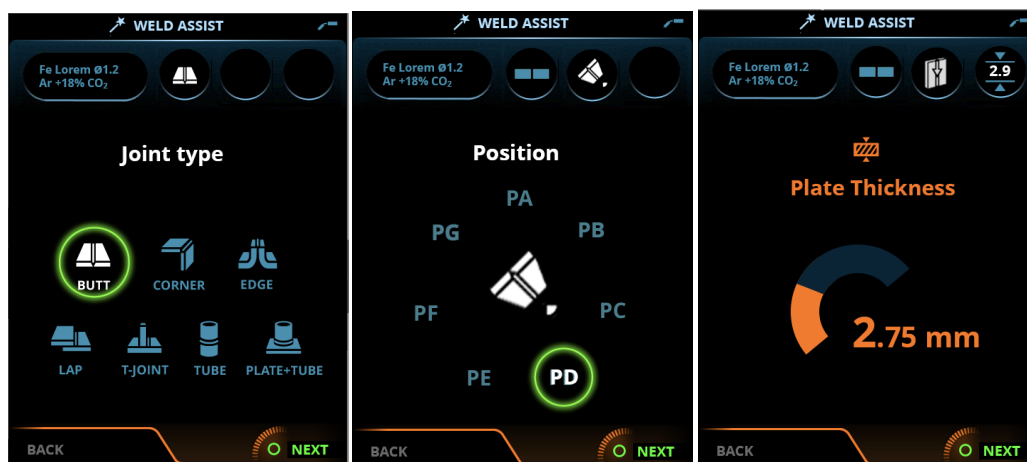 WELD ASSIST
Fe Lorem ø1.2
Ar +18% CO₂
Joint type
BUTT
CORNER
EDGE
LAP
T-JOINT
TUBE
PLATE+TUBE
BACK
NEXT
WELD ASSIST
Fe Lorem ø1.2
Ar +18% CO₂
Position
PA
PG
PB
PF
PC
PE
PD
BACK
NEXT
WELD ASSIST
Fe Lorem ø1.2
Ar +18% CO₂
2.9
Plate Thickness
2.75 mm
BACK
NEXT